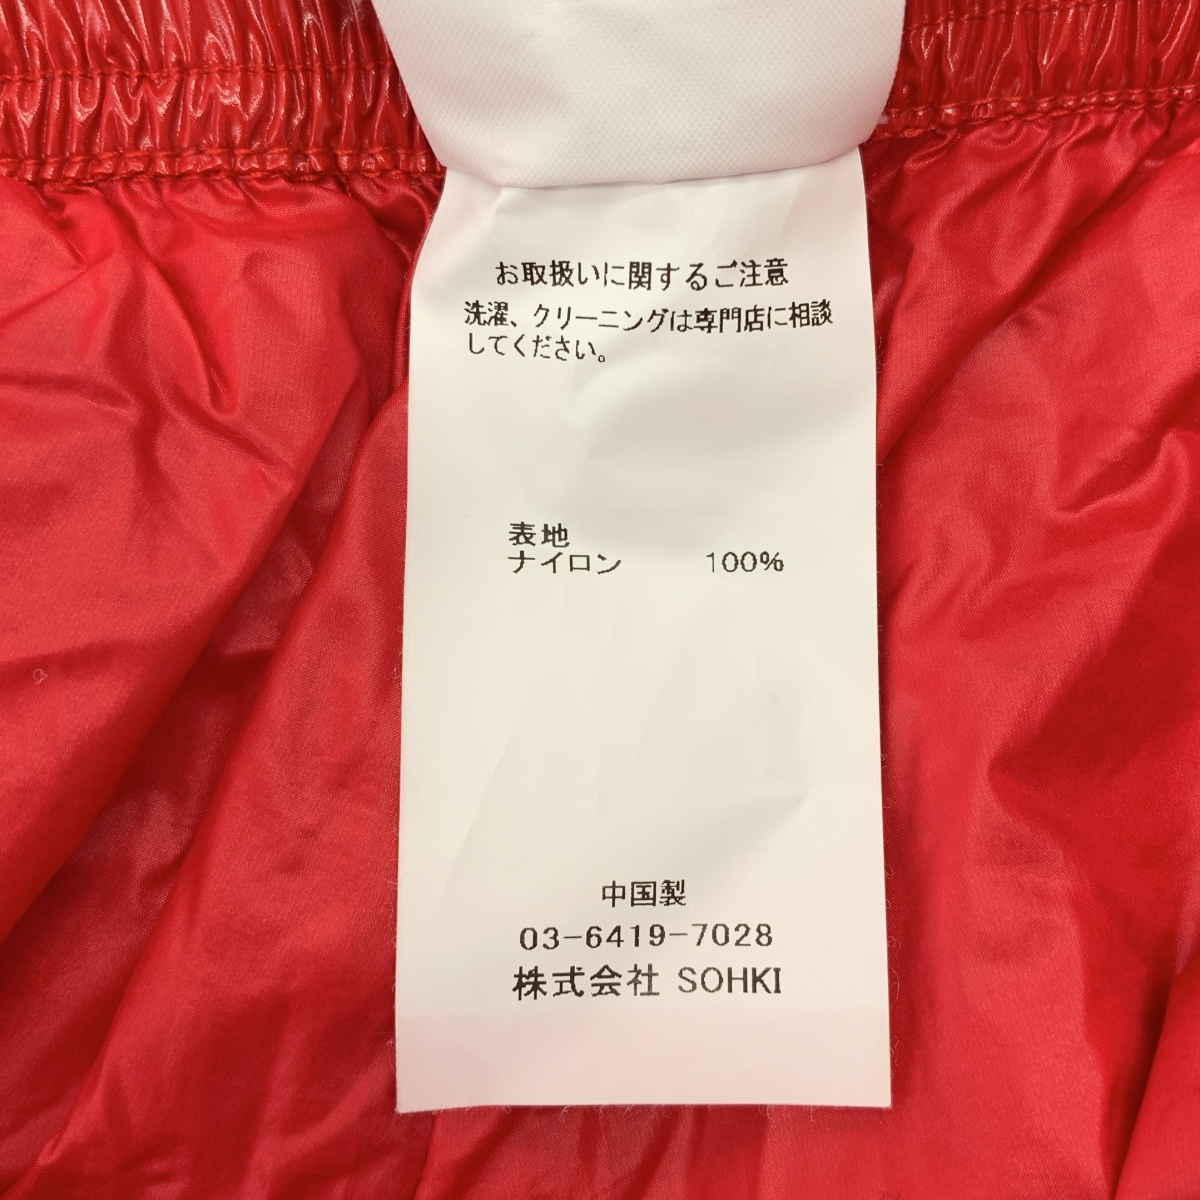 お取扱いに関するご注意
洗濯、クリーニングは専門店に相談
してください。
表地
ナイロン 100%
中国製
03-6419-7028
株式会社 SOHKI